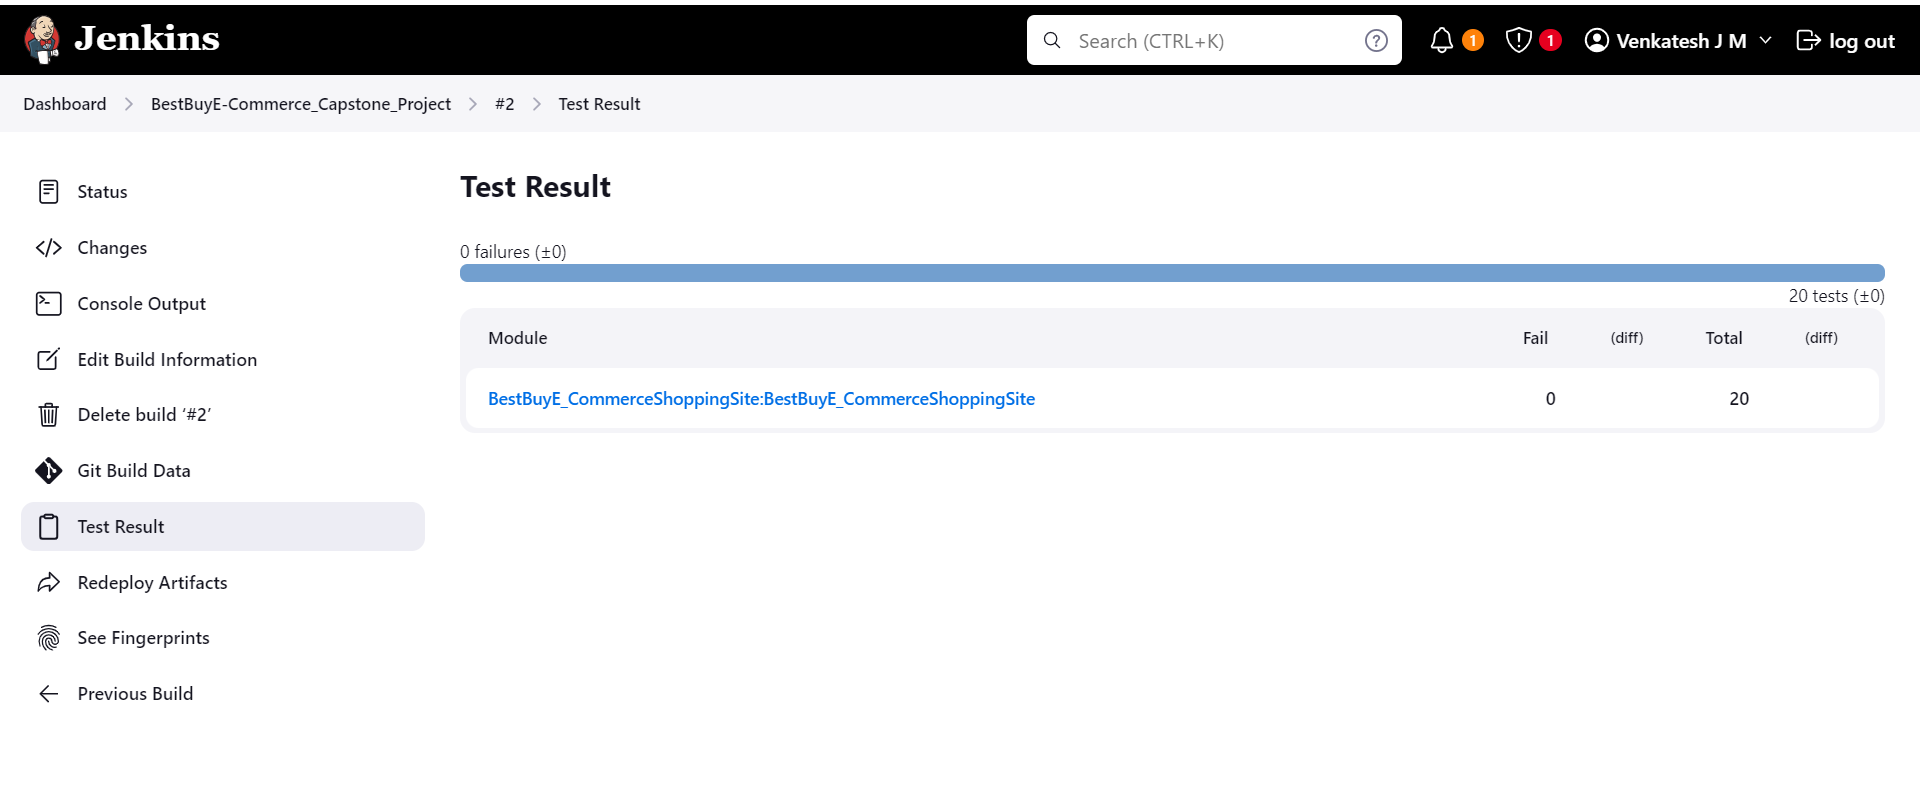 Jenkins
Search (CTRL+K)
?
1
1
Venkatesh J M
log out
Dashboard > BestBuyE-Commerce_Capstone_Project > #2 > Test Result
Status
Changes
Console Output
Edit Build Information
Delete build ‘#2’
Git Build Data
Test Result
Redeploy Artifacts
See Fingerprints
Previous Build
Test Result
0 failures (±0)
20 tests (±0)
Module Fail (diff) Total (diff)
BestBuyE_CommerceShoppingSite:BestBuyE_CommerceShoppingSite 0 20